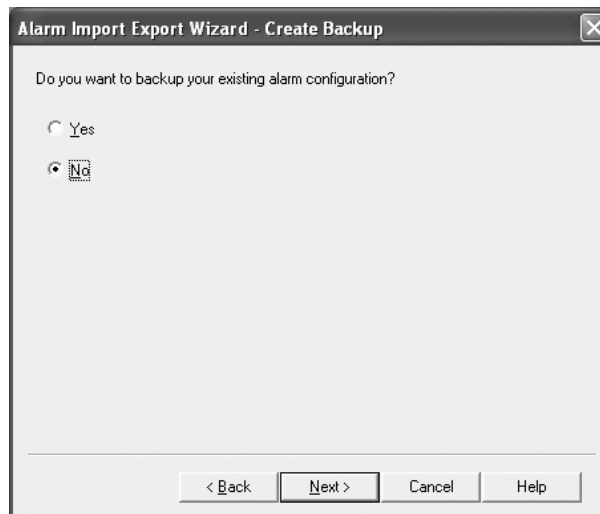 Alarm Import Export Wizard - Create Backup
Do you want to backup your existing alarm configuration?
Yes
No
< Back Next > Cancel Help